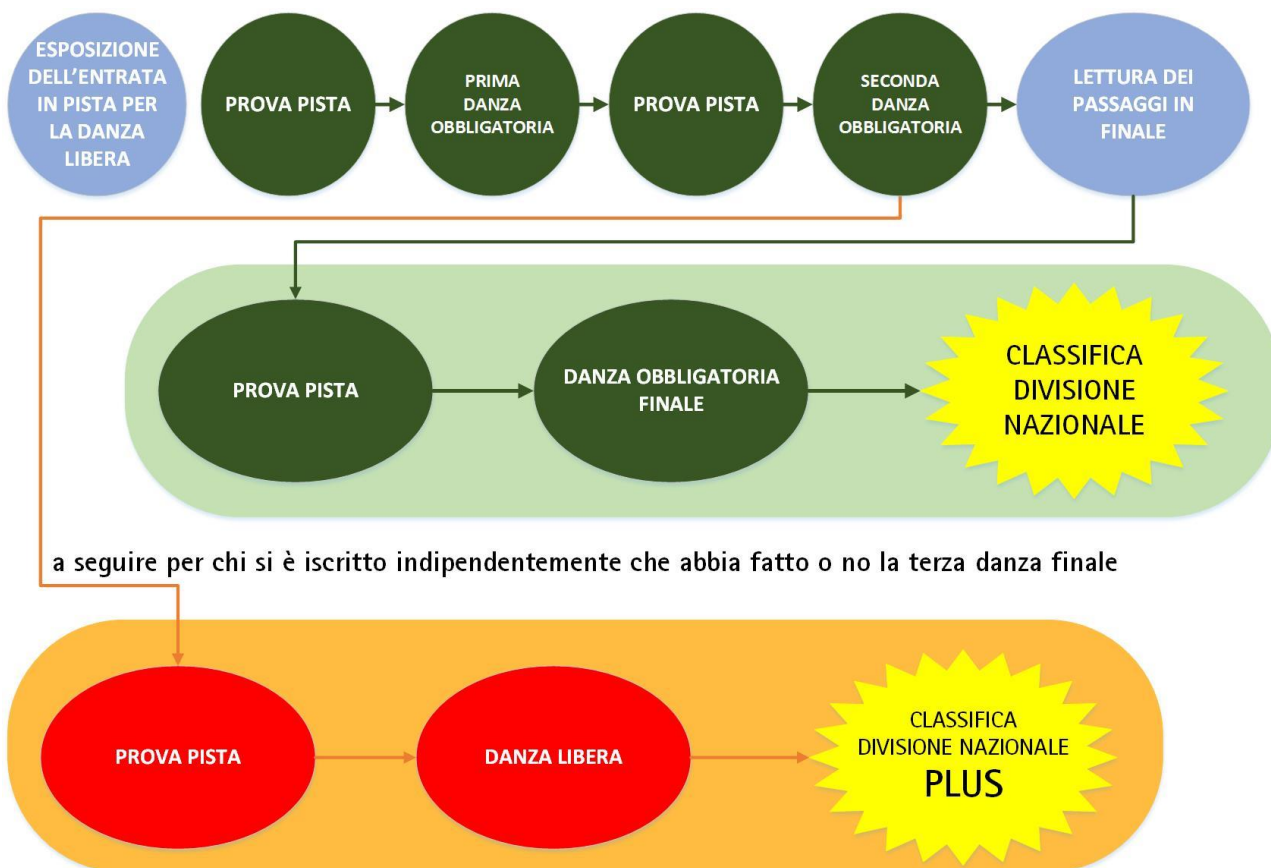 ESPOSIZIONE
DELL'ENTRATA
IN PISTA PER
LA DANZA
LIBERA
PROVA PISTA
PRIMA
DANZA
OBBLIGATORIA
PROVA PISTA
SECONDA
DANZA
OBBLIGATORIA
LETTURA DEI
PASSAGGI IN
FINALE
PROVA PISTA
DANZA OBBLIGATORIA
FINALE
CLASSIFICA
DIVISIONE
NAZIONALE
a seguire per chi si è iscritto indipendentemente che abbia fatto o no la terza danza finale
PROVA PISTA
DANZA LIBERA
CLASSIFICA
DIVISIONE NAZIONALE
PLUS